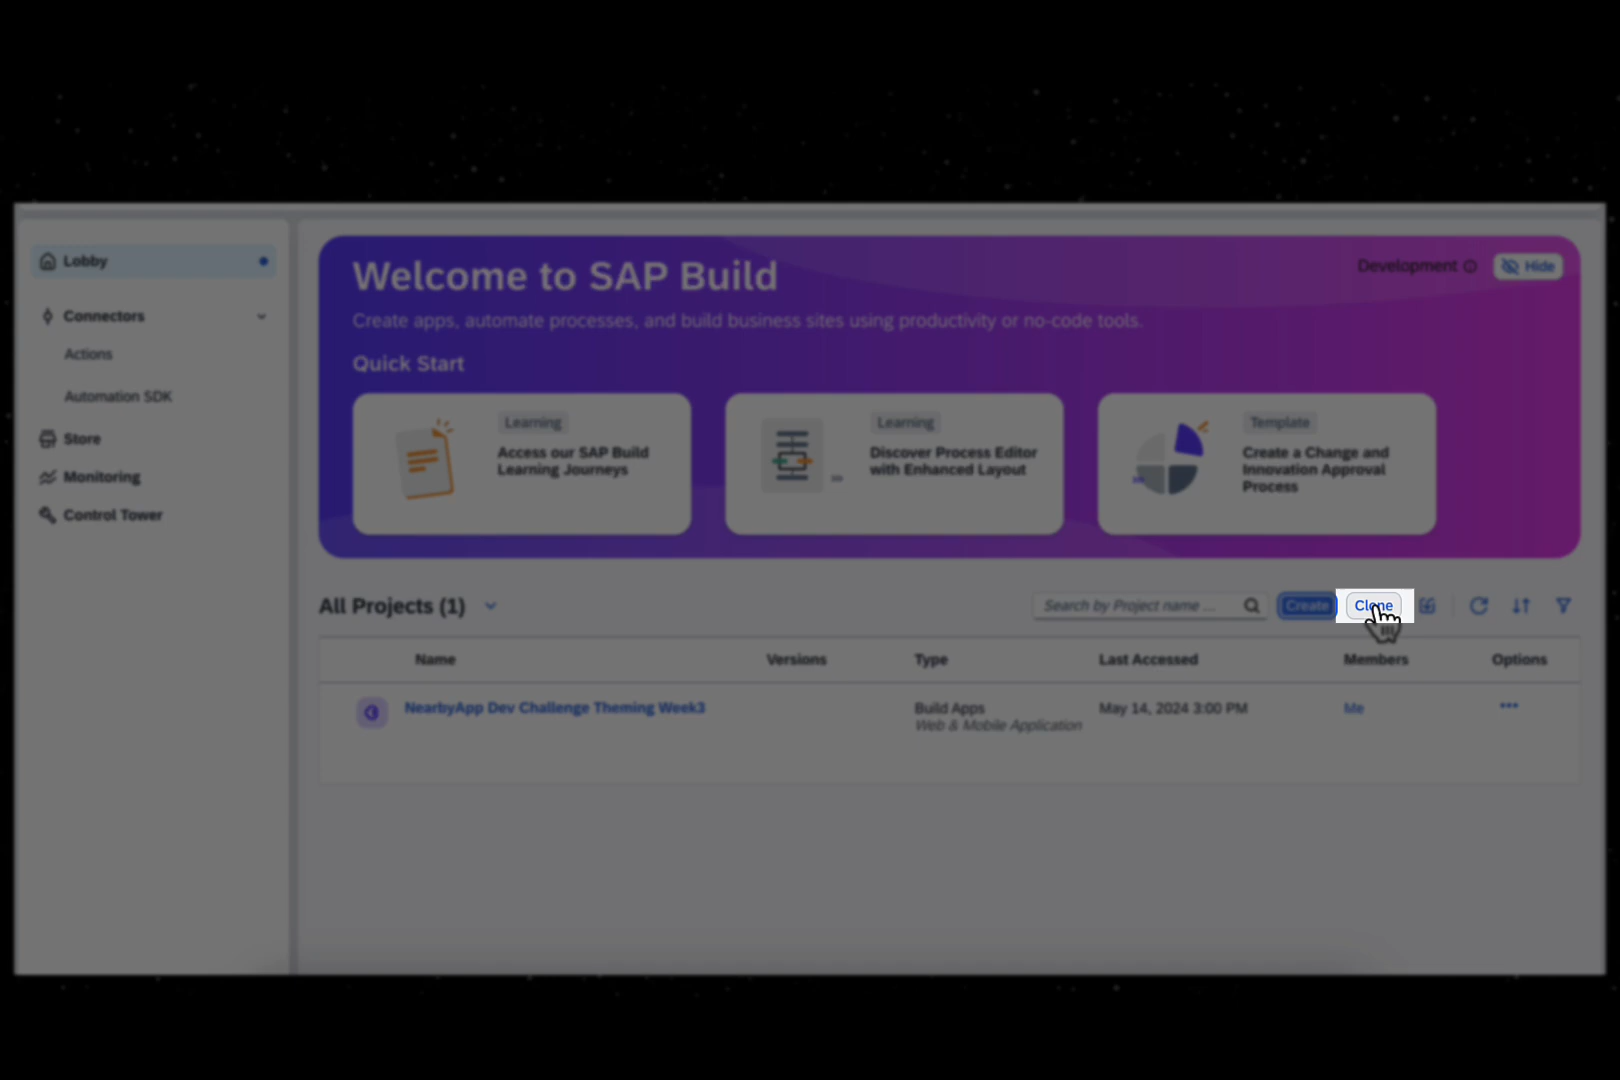 Lobby
Connectors
Actions
Automation SDK
Store
Monitoring
Control Tower
Welcome to SAP Build
Development
Hide
Create apps, automate processes, and build business sites using productivity or no-code tools.
Quick Start
Learning
Access our SAP Build
Learning Journeys
Learning
Discover Process Editor
with Enhanced Layout
Template
Create a Change and
Innovation Approval
Process
All Projects (1)
Search by Project name ...
Create
Clone
Name Versions Type Last Accessed Members Options
NearbyApp Dev Challenge Theming Week3 Build Apps May 14, 2024 3:00 PM Me
Web & Mobile Application